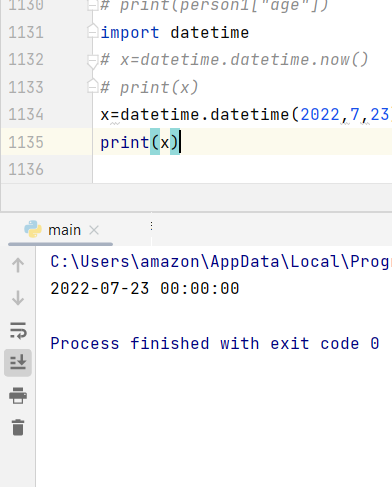 1130 # print(person1["age"])
1131 import datetime
1132 # x=datetime.datetime.now()
1133 # print(x)
1134 x=datetime.datetime(2022,7,23
1135 print(x)
1136
main
C:\Users\amazon\AppData\Local\Prog
2022-07-23 00:00:00
Process finished with exit code 0